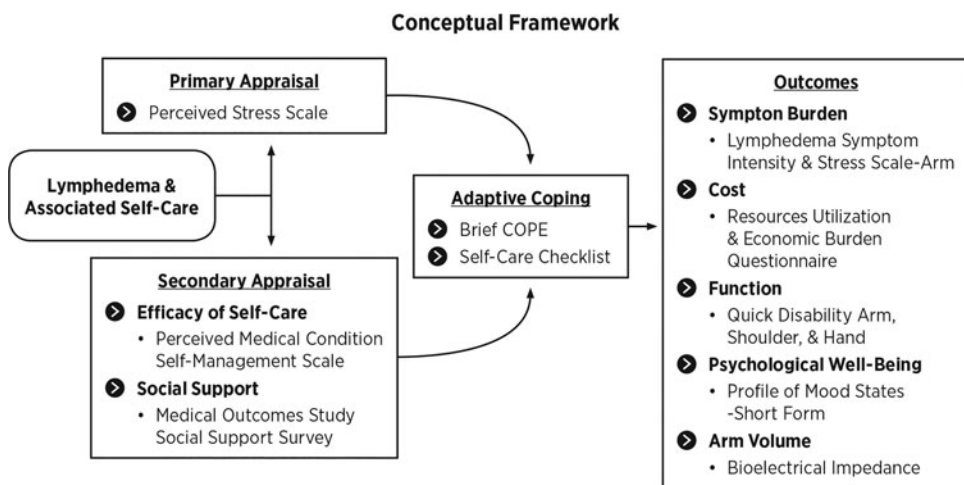 Conceptual Framework
Primary Appraisal
Perceived Stress Scale
Lymphedema &
Associated Self-Care
Secondary Appraisal
Efficacy of Self-Care
• Perceived Medical Condition
Self-Management Scale
Social Support
• Medical Outcomes Study
Social Support Survey
Adaptive Coping
Brief COPE
Self-Care Checklist
Outcomes
Sympton Burden
• Lymphedema Symptom
Intensity & Stress Scale-Arm
Cost
• Resources Utilization
& Economic Burden
Questionnaire
Function
• Quick Disability Arm,
Shoulder, & Hand
Psychological Well-Being
• Profile of Mood States
-Short Form
Arm Volume
• Bioelectrical Impedance